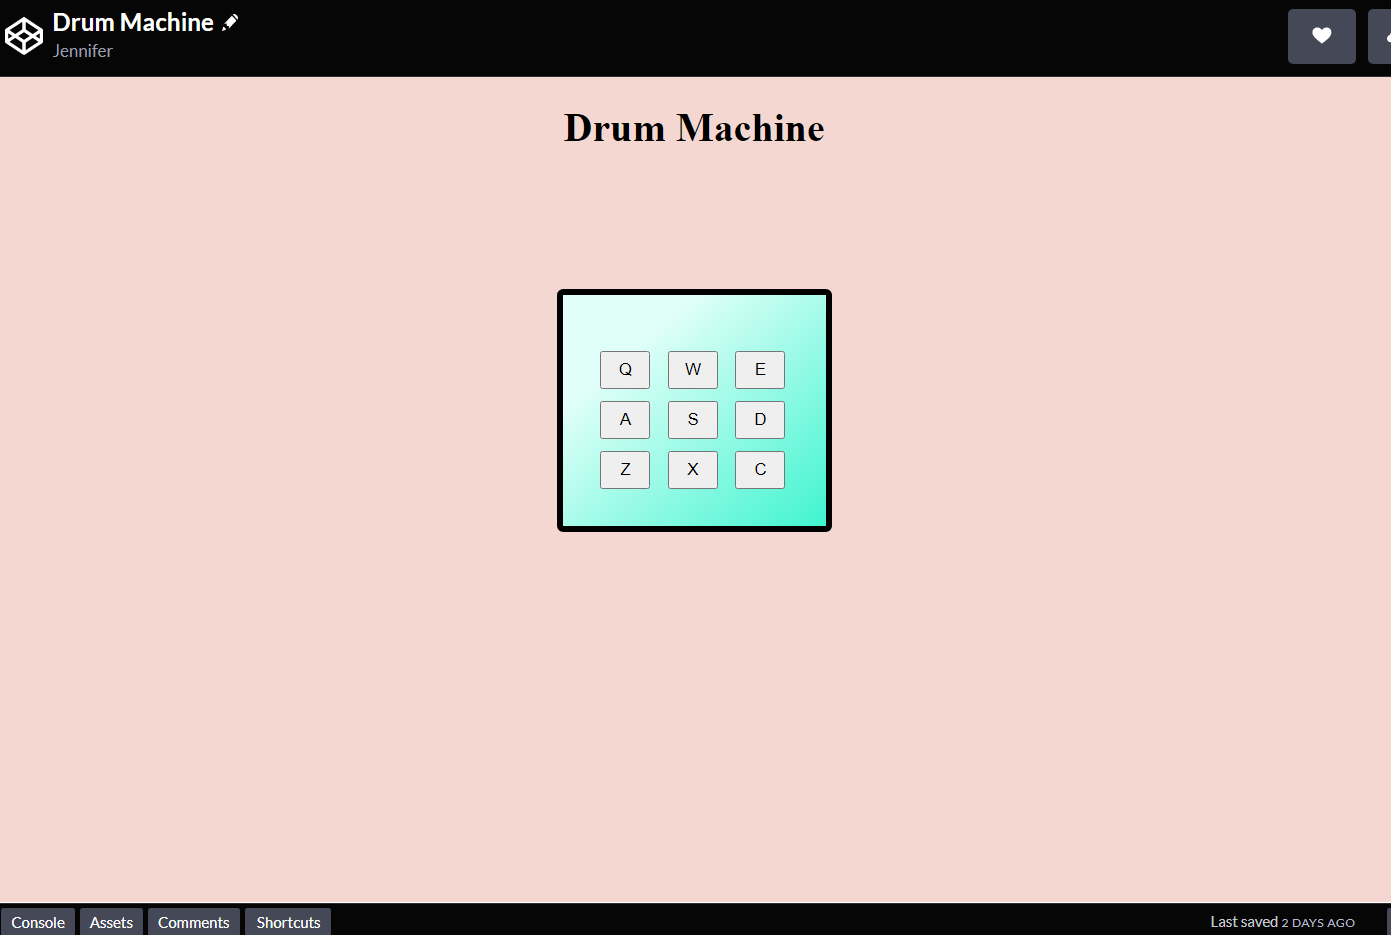 Drum Machine
Jennifer
Drum Machine
Q W E
A S D
Z X C
Console Assets Comments Shortcuts Last saved 2 DAYS AGO